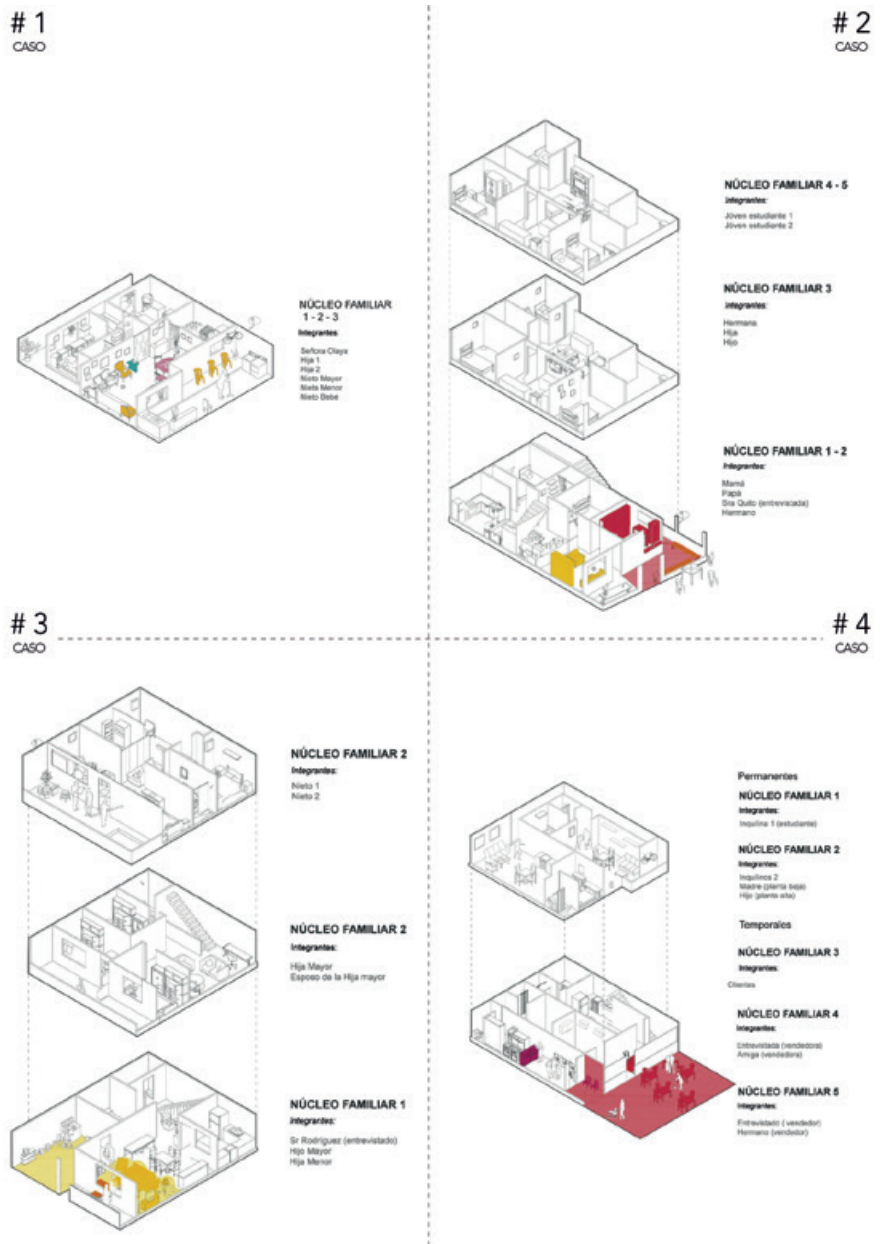 # 1
CASO
NÚCLEO FAMILIAR
1 - 2 - 3
Integrantes:
Señora Olaya
Hija 1
Hija 2
Nieto Mayor
Nieto Menor
Nieto Bebé
# 2
CASO
NÚCLEO FAMILIAR 4 - 5
Integrantes:
Jóven estudiante 1
Jóven estudiante 2
NÚCLEO FAMILIAR 3
Integrantes:
Hermana
Hija
Hijo
NÚCLEO FAMILIAR 1 - 2
Integrantes:
Mamá
Papá
Sra Quito (entrevistada)
Hermano
# 3
CASO
NÚCLEO FAMILIAR 2
Integrantes:
Nieto 1
Nieto 2
NÚCLEO FAMILIAR 2
Integrantes:
Hija Mayor
Esposo de la Hija mayor
NÚCLEO FAMILIAR 1
Integrantes:
Sr Rodríguez (entrevistado)
Hijo Mayor
Hija Menor
# 4
CASO
Permanentes
NÚCLEO FAMILIAR 1
Integrantes:
Inquilina 1 (estudiante)
NÚCLEO FAMILIAR 2
Integrantes:
Inquilinos 2
Madre (planta baja)
Hijo (planta alta)
Temporales
NÚCLEO FAMILIAR 3
Integrantes:
Clientes
NÚCLEO FAMILIAR 4
Integrantes:
Entrevistada (vendedora)
Amiga (vendedora)
NÚCLEO FAMILIAR 5
Integrantes:
Entrevistado ( vendedor)
Hermano (vendedor)